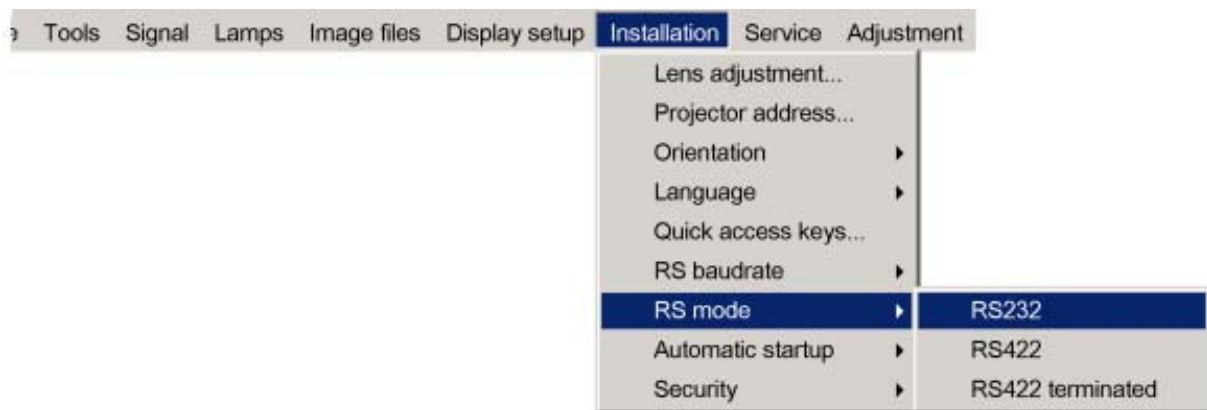 Tools Signal Lamps Image files Display setup Installation Service Adjustment
Lens adjustment...
Projector address...
Orientation
Language
Quick access keys...
RS baudrate
RS mode RS232
Automatic startup RS422
Security RS422 terminated